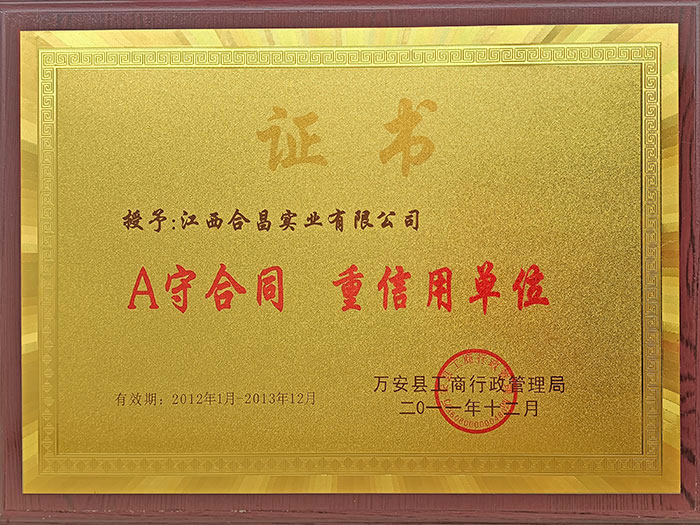 证书
授予:江西合昌实业有限公司
A守合同 重信用单位
万安县工商行政管理局
有效期：2012年1月-2013年12月
二0一一年十二月